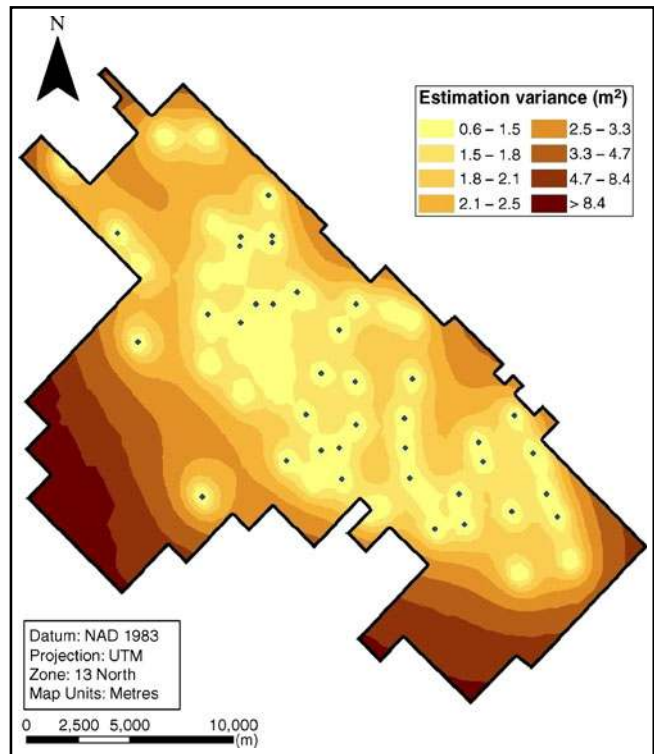 N
Estimation variance (m²)
0.6 – 1.5
2.5 – 3.3
1.5 – 1.8
3.3 – 4.7
1.8 – 2.1
4.7 – 8.4
2.1 – 2.5
> 8.4
Datum: NAD 1983
Projection: UTM
Zone: 13 North
Map Units: Metres
0 2,500 5,000 10,000
(m)